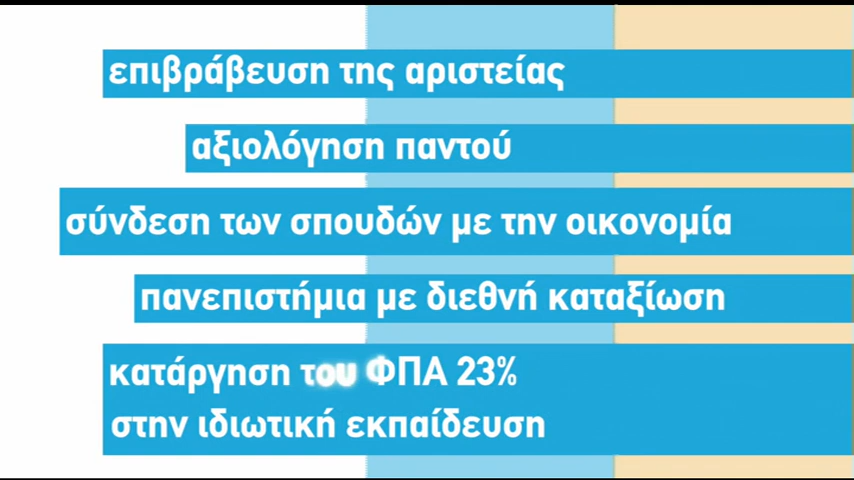 επιβράβευση της αριστείας
αξιολόγηση παντού
σύνδεση των σπουδών με την οικονομία
πανεπιστήμια με διεθνή καταξίωση
κατάργηση του ΦΠΑ 23%
στην ιδιωτική εκπαίδευση